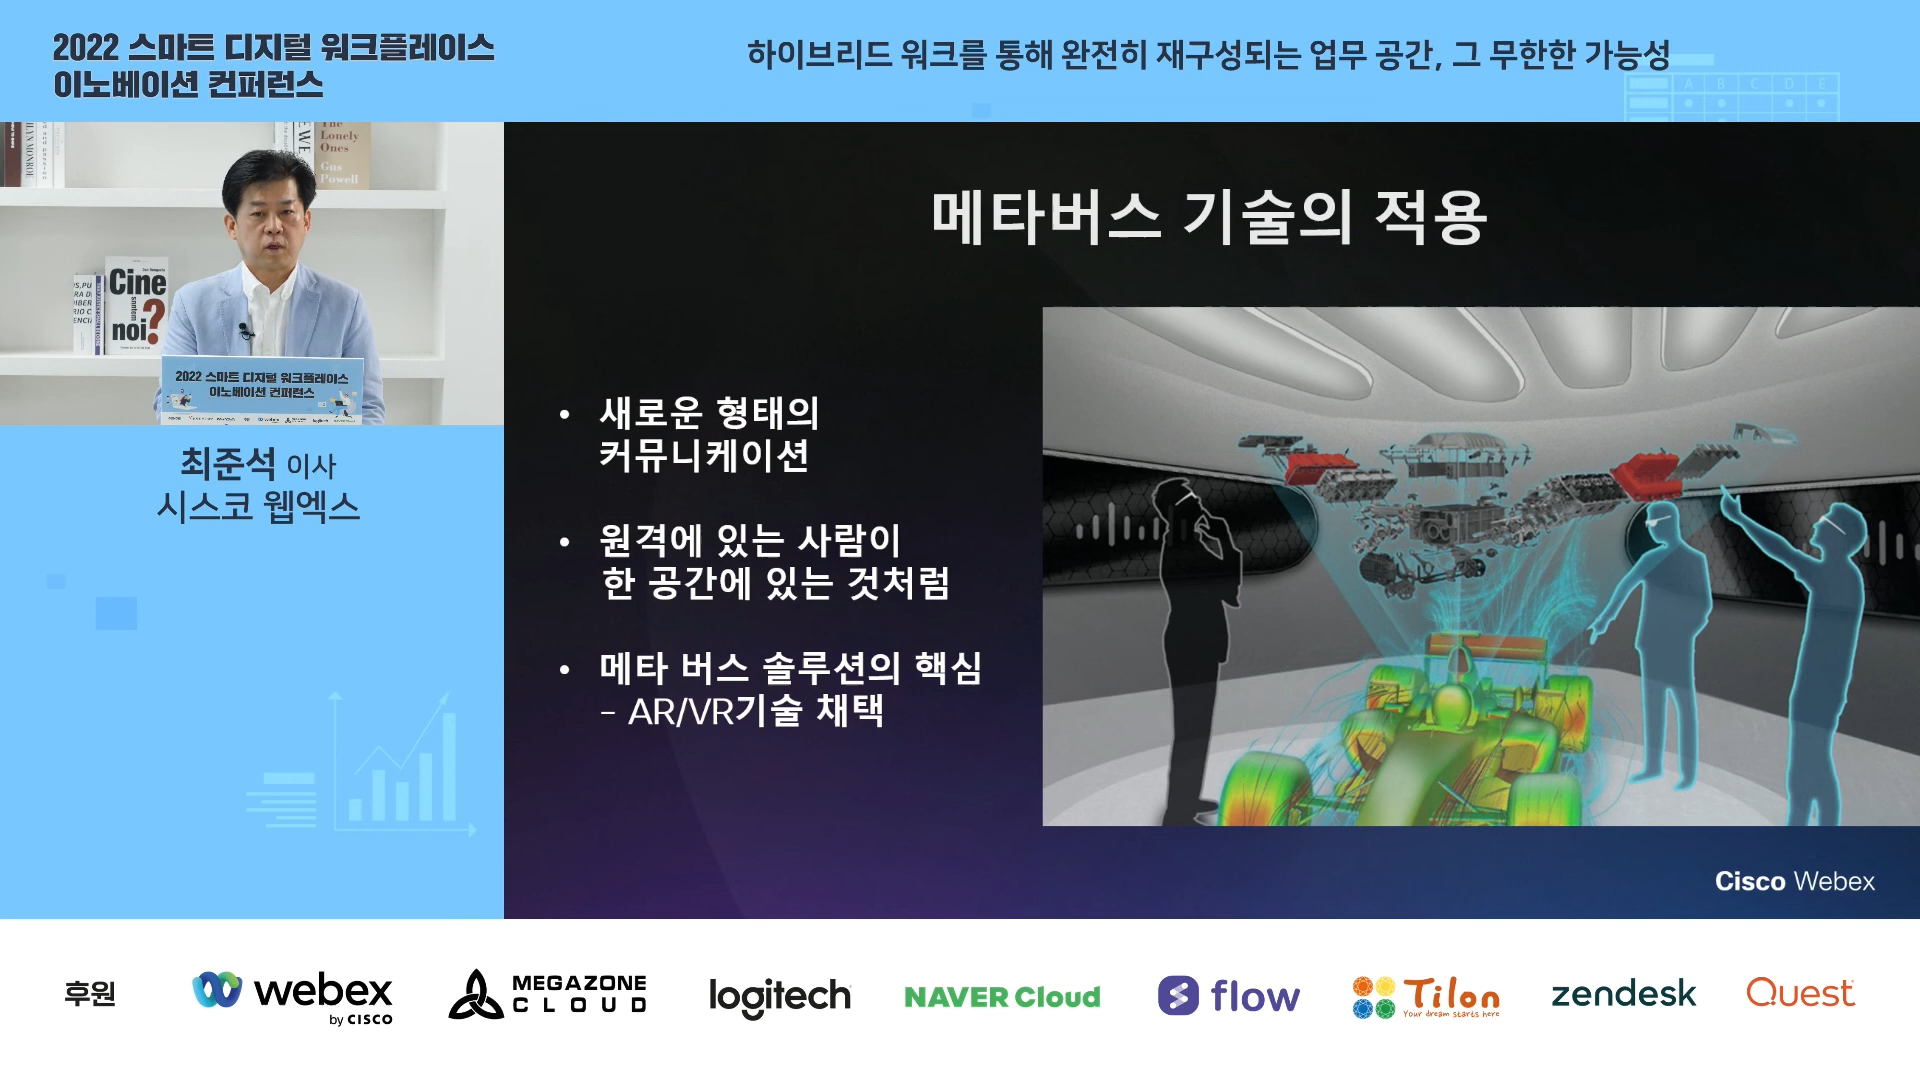 2022 스마트 디지털 워크플레이스
이노베이션 컨퍼런스
하이브리드 워크를 통해 완전히 재구성되는 업무 공간, 그 무한한 가능성
A B C D E
The
Lonely
Ones
Gus
Powell
Cine
noi?
2022 스마트 디지털 워크플레이스
이노베이션 컨퍼런스
최준석 이사
시스코 웹엑스
메타버스 기술의 적용
• 새로운 형태의
커뮤니케이션
• 원격에 있는 사람이
한 공간에 있는 것처럼
• 메타 버스 솔루션의 핵심
- AR/VR기술 채택
Cisco Webex
후원
webex
by CISCO
MEGAZONE
CLOUD
logitech
NAVER Cloud
flow
Tilon
Your dream starts here
zendesk
Quest